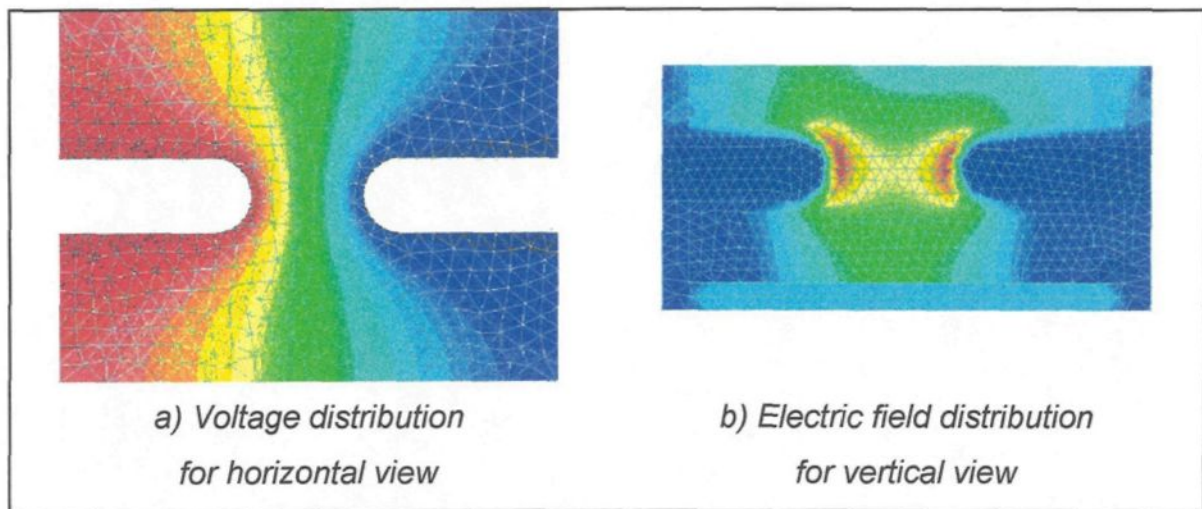 a) Voltage distribution
for horizontal view
b) Electric field distribution
for vertical view